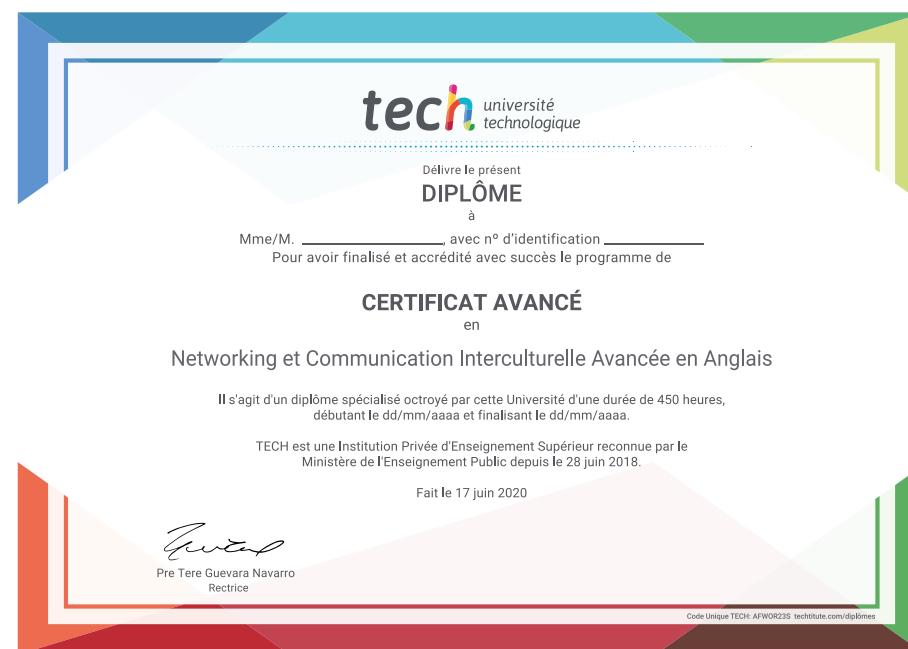 tech université
technologique
Délivre le présent
DIPLÔME
à
Mme/M. ____________________, avec nº d'identification ______________
Pour avoir finalisé et accrédité avec succès le programme de
CERTIFICAT AVANCÉ
en
Networking et Communication Interculturelle Avancée en Anglais
Il s'agit d'un diplôme spécialisé octroyé par cette Université d'une durée de 450 heures,
débutant le dd/mm/aaaa et finalisant le dd/mm/aaaa.
TECH est une Institution Privée d'Enseignement Supérieur reconnue par le
Ministère de l'Enseignement Public depuis le 28 juin 2018.
Fait le 17 juin 2020
Pre Tere Guevara Navarro
Rectrice
Code Unique TECH: AFWOR23S techtitute.com/diplômes